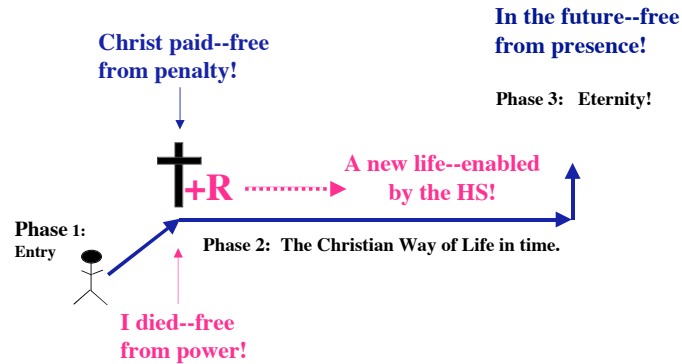 In the future--free
from presence!
Christ paid--free
from penalty!
Phase 3: Eternity!
+R
A new life--enabled
by the HS!
Phase 1:
Entry
Phase 2: The Christian Way of Life in time.
I died--free
from power!